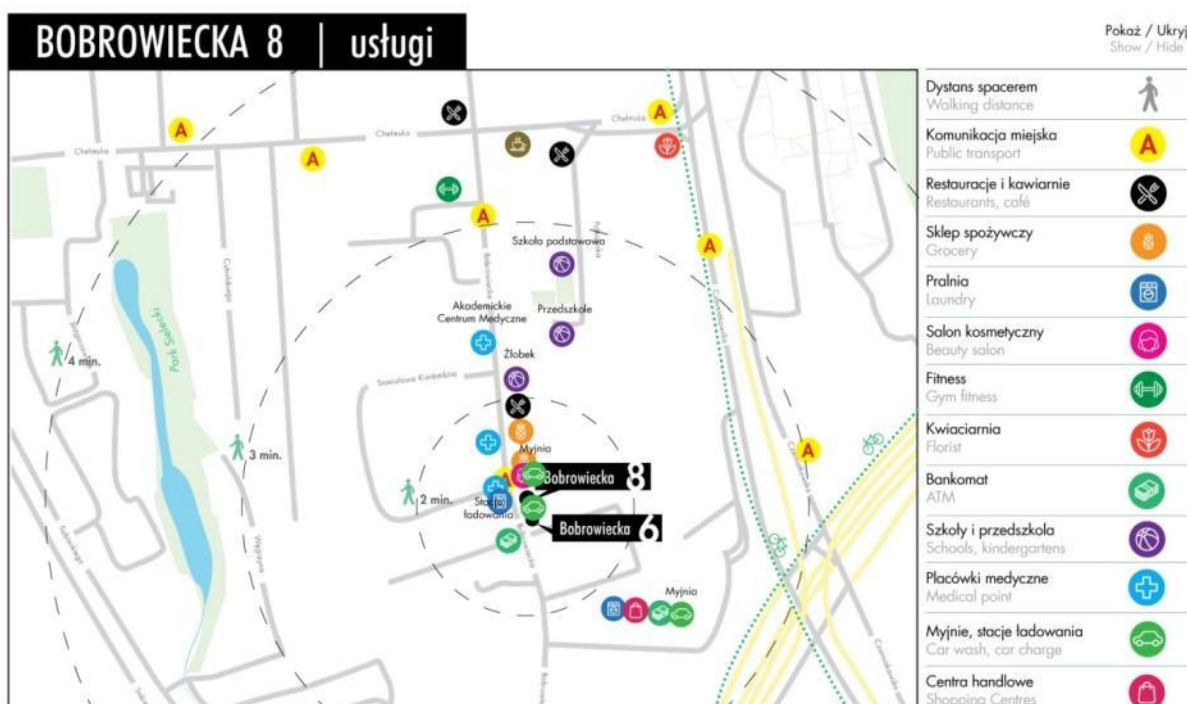 BOBROWIECKA 8 | usługi
Pokaż / Ukryj
Show / Hide
Dystans spacerem
Walking distance
Komunikacja miejska
Public transport
Restauracje i kawiarnie
Restaurants, café
Sklep spożywczy
Grocery
Pralnia
Laundry
Salon kosmetyczny
Beauty salon
Fitness
Gym fitness
Kwiaciarnia
Florist
Bankomat
ATM
Szkoły i przedszkola
Schools, kindergartens
Placówki medyczne
Medical point
Myjnie, stacje ładowania
Car wash, car charge
Centra handlowe
Shopping Centres
A
A
A
A
A
A
A
Chełmska
Chełmska
Chełmska
Szkoła podstawowa
Bobrowiecka
Akademickie
Centrum Medyczne
Przedszkole
Żłobek
Park Sielecki
4 min.
3 min.
2 min.
Myjnia
Bobrowiecka 8
Stacja
ładowania
Bobrowiecka 6
Bobrowiecka
Myjnia
Czerniakowska
Czerniakowska